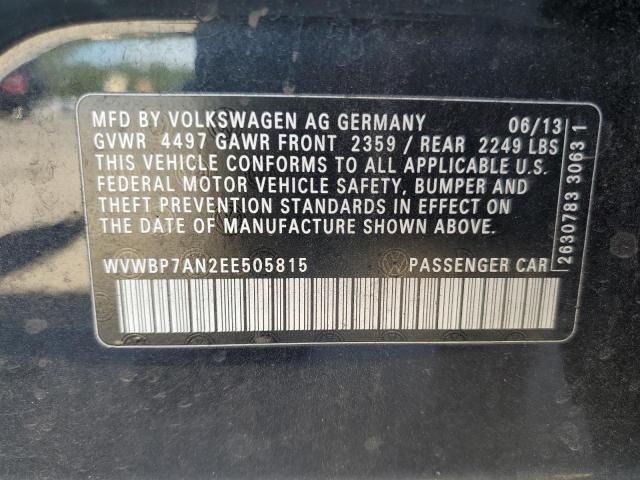 MFD BY VOLKSWAGEN AG GERMANY 06/13
GVWR 4497 GAWR FRONT 2359 / REAR 2249 LBS
THIS VEHICLE CONFORMS TO ALL APPLICABLE U.S.
FEDERAL MOTOR VEHICLE SAFETY, BUMPER AND
THEFT PREVENTION STANDARDS IN EFFECT ON
THE DATE OF MANUFACTURE SHOWN ABOVE.
WVWBP7AN2EE505815 PASSENGER CAR
2630783 3063 1